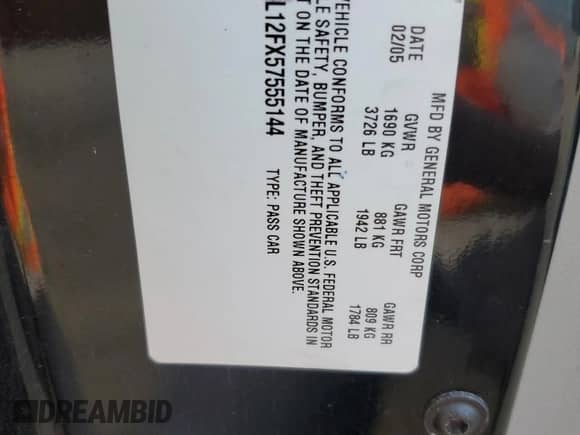 MFD BY GENERAL MOTORS CORP
DATE GVWR GAWR FRT GAWR RR
02/05 1690 KG 881 KG 809 KG
3726 LB 1942 LB 1784 LB
VEHICLE CONFORMS TO ALL APPLICABLE U.S. FEDERAL MOTOR
SAFETY, BUMPER, AND THEFT PREVENTION STANDARDS IN
ON THE DATE OF MANUFACTURE SHOWN ABOVE.
L12FX57555144 TYPE: PASS CAR
DREAMBID